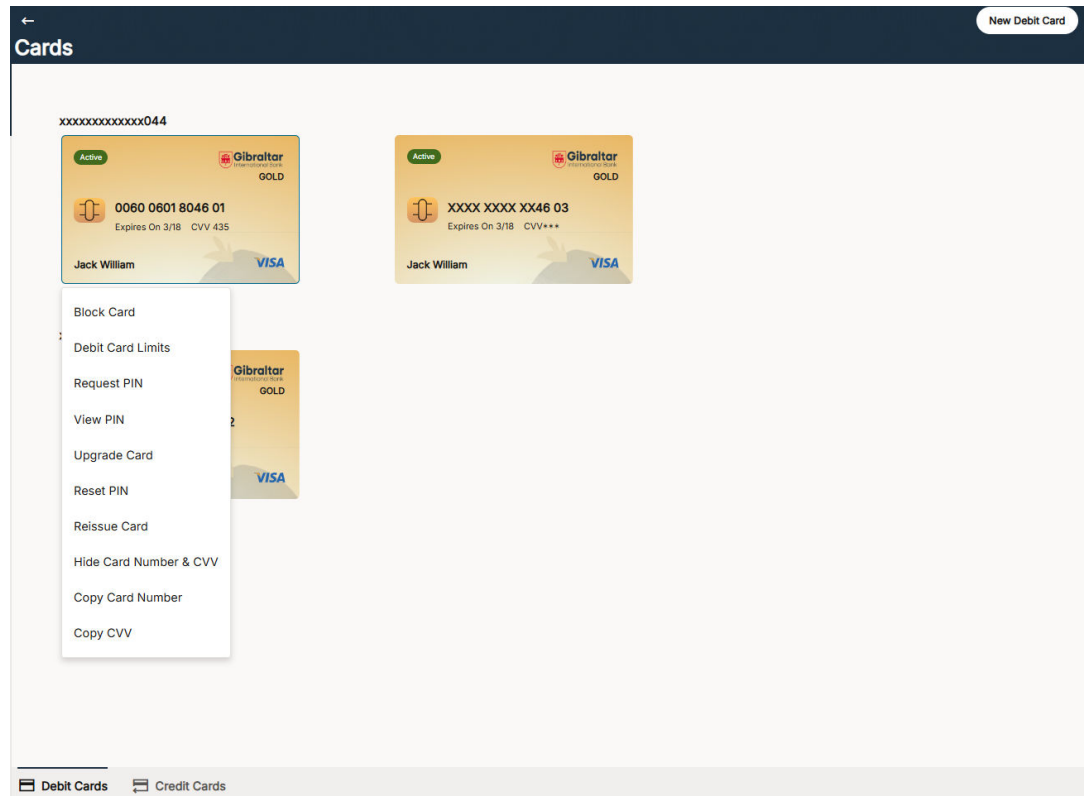 ←
New Debit Card
Cards
xxxxxxxxxxxxx044
Active
Gibraltar
International Bank
GOLD
0060 0601 8046 01
Expires On 3/18 CVV 435
Jack William
VISA
Active
Gibraltar
International Bank
GOLD
XXXX XXXX XX46 03
Expires On 3/18 CVV***
Jack William
VISA
Block Card
Debit Card Limits
Request PIN
View PIN
Upgrade Card
Reset PIN
Reissue Card
Hide Card Number & CVV
Copy Card Number
Copy CVV
Gibraltar
International Bank
GOLD
2
VISA
Debit Cards
Credit Cards